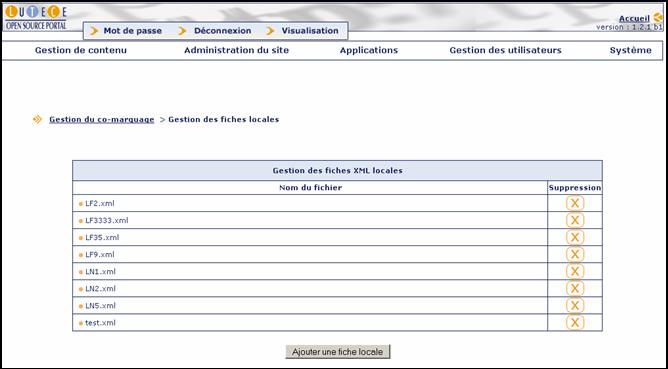 LUTECE
OPEN SOURCE PORTAL
Mot de passe Déconnexion Visualisation
Accueil
version : 1.2.1 b1
Gestion de contenu Administration du site Applications Gestion des utilisateurs Système
Gestion du co-marquage > Gestion des fiches locales
Gestion des fiches XML locales
Nom du fichier Suppression
LF2.xml X
LF3333.xml X
LF35.xml X
LF9.xml X
LN1.xml X
LN2.xml X
LN5.xml X
test.xml X
Ajouter une fiche locale